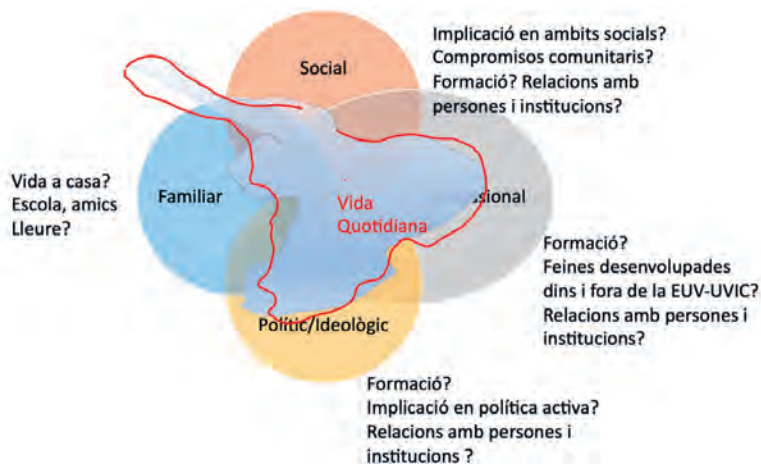 Social
Implicació en ambits socials?
Compromisos comunitaris?
Formació? Relacions amb
persones i institucions?
Vida a casa?
Escola, amics
Lleure?
Familiar
Vida
Quotidiana
sional
Formació?
Feines desenvolupades
dins i fora de la EUV-UVIC?
Relacions amb persones i
institucions?
Polític/Ideològic
Formació?
Implicació en política activa?
Relacions amb persones i
institucions ?